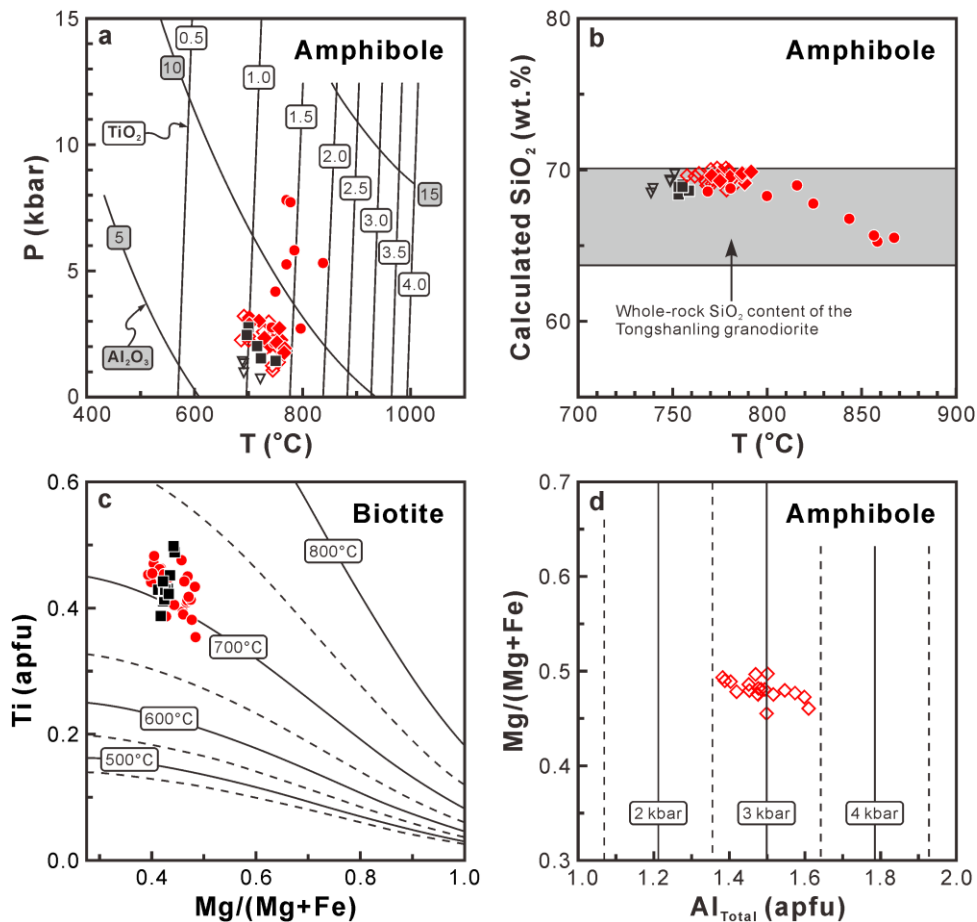 a
Amphibole
15
10
5
0
P (kbar)
0.5
1.0
1.5
2.0
2.5
3.0
3.5
4.0
10
TiO₂
5
Al₂O₃
15
400
600
800
1000
T (°C)
b
Amphibole
80
70
60
Calculated SiO₂ (wt.%)
Whole-rock SiO₂ content of the
Tongshanling granodiorite
700
750
800
850
900
T (°C)
c
Biotite
0.6
0.4
0.2
0.0
Ti (apfu)
800°C
700°C
600°C
500°C
0.4
0.6
0.8
1.0
Mg/(Mg+Fe)
d
Amphibole
0.7
0.6
0.5
0.4
0.3
Mg/(Mg+Fe)
2 kbar
3 kbar
4 kbar
1.0
1.2
1.4
1.6
1.8
2.0
Al_Total (apfu)